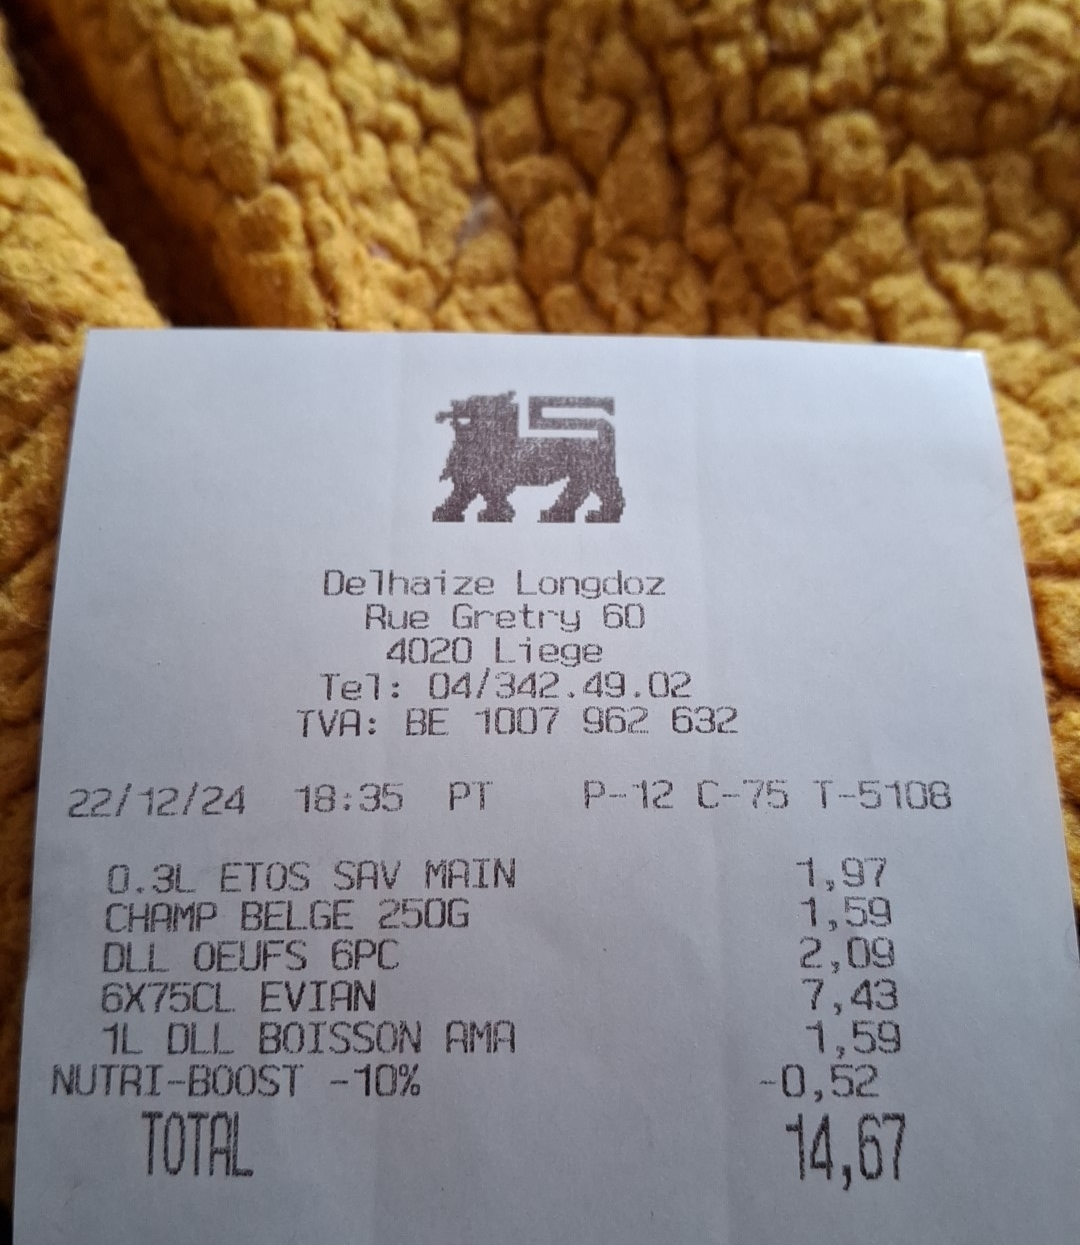 Delhaize Longdoz
Rue Gretry 60
4020 Liege
Tel: 04/342.49.02
TVA: BE 1007 962 632
22/12/24 18:35 PT P-12 C-75 T-5108
0.3L ETOS SAV MAIN 1,97
CHAMP BELGE 250G 1,59
DLL OEUFS 6PC 2,09
6X75CL EVIAN 7,43
1L DLL BOISSON AMA 1,59
NUTRI-BOOST -10% -0,52
TOTAL 14,67